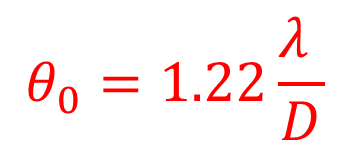 θ₀ = 1.22 λ/D